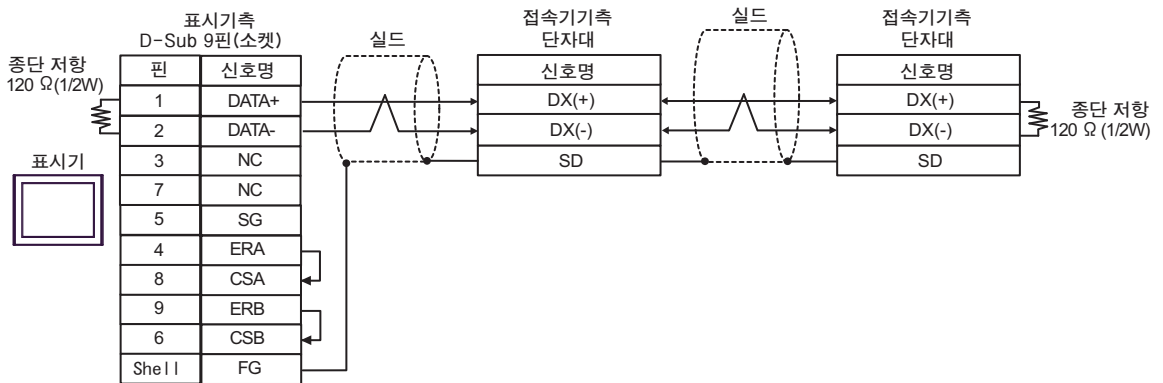 표시기측
D-Sub 9핀(소켓)
종단 저항
120 Ω(1/2W)
핀 신호명
1 DATA+
2 DATA-
3 NC
7 NC
5 SG
4 ERA
8 CSA
9 ERB
6 CSB
Shell FG
표시기
실드
접속기기측
단자대
신호명
DX(+)
DX(-)
SD
실드
접속기기측
단자대
신호명
DX(+)
DX(-)
SD
종단 저항
120 Ω (1/2W)